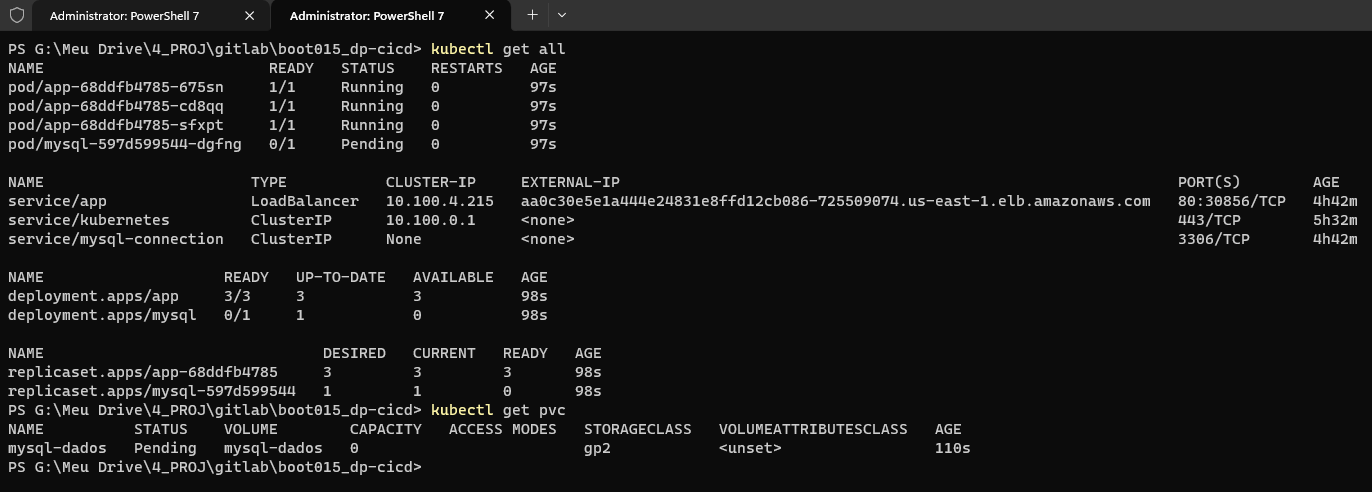 Administrator: PowerShell 7 Administrator: PowerShell 7
PS G:\Meu Drive\4_PROJ\gitlab\boot015_dp-cicd> kubectl get all
NAME READY STATUS RESTARTS AGE
pod/app-68ddfb4785-675sn 1/1 Running 0 97s
pod/app-68ddfb4785-cd8qq 1/1 Running 0 97s
pod/app-68ddfb4785-sfxpt 1/1 Running 0 97s
pod/mysql-597d599544-dgfng 0/1 Pending 0 97s
NAME TYPE CLUSTER-IP EXTERNAL-IP PORT(S) AGE
service/app LoadBalancer 10.100.4.215 aa0c30e5e1a444e24831e8ffd12cb086-725509074.us-east-1.elb.amazonaws.com 80:30856/TCP 4h42m
service/kubernetes ClusterIP 10.100.0.1 <none> 443/TCP 5h32m
service/mysql-connection ClusterIP None <none> 3306/TCP 4h42m
NAME READY UP-TO-DATE AVAILABLE AGE
deployment.apps/app 3/3 3 3 98s
deployment.apps/mysql 0/1 1 0 98s
NAME DESIRED CURRENT READY AGE
replicaset.apps/app-68ddfb4785 3 3 3 98s
replicaset.apps/mysql-597d599544 1 1 0 98s
PS G:\Meu Drive\4_PROJ\gitlab\boot015_dp-cicd> kubectl get pvc
NAME STATUS VOLUME CAPACITY ACCESS MODES STORAGECLASS VOLUMEATTRIBUTESCLASS AGE
mysql-dados Pending mysql-dados 0 gp2 <unset> 110s
PS G:\Meu Drive\4_PROJ\gitlab\boot015_dp-cicd>